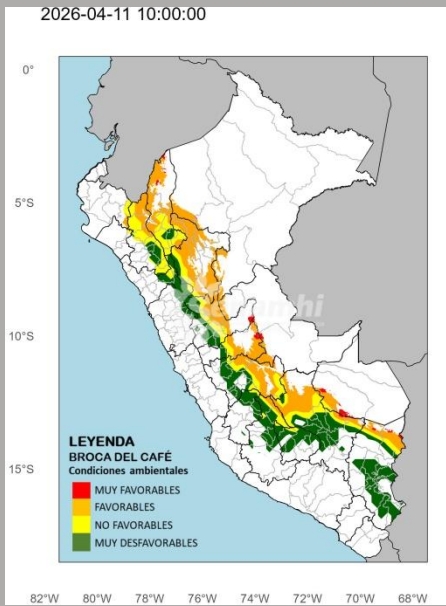 2026-04-11 10:00:00
0°
5°S
10°S
15°S
senamhi
LEYENDA
BROCA DEL CAFÉ
Condiciones ambientales
MUY FAVORABLES
FAVORABLES
NO FAVORABLES
MUY DESFAVORABLES
82°W 80°W 78°W 76°W 74°W 72°W 70°W 68°W